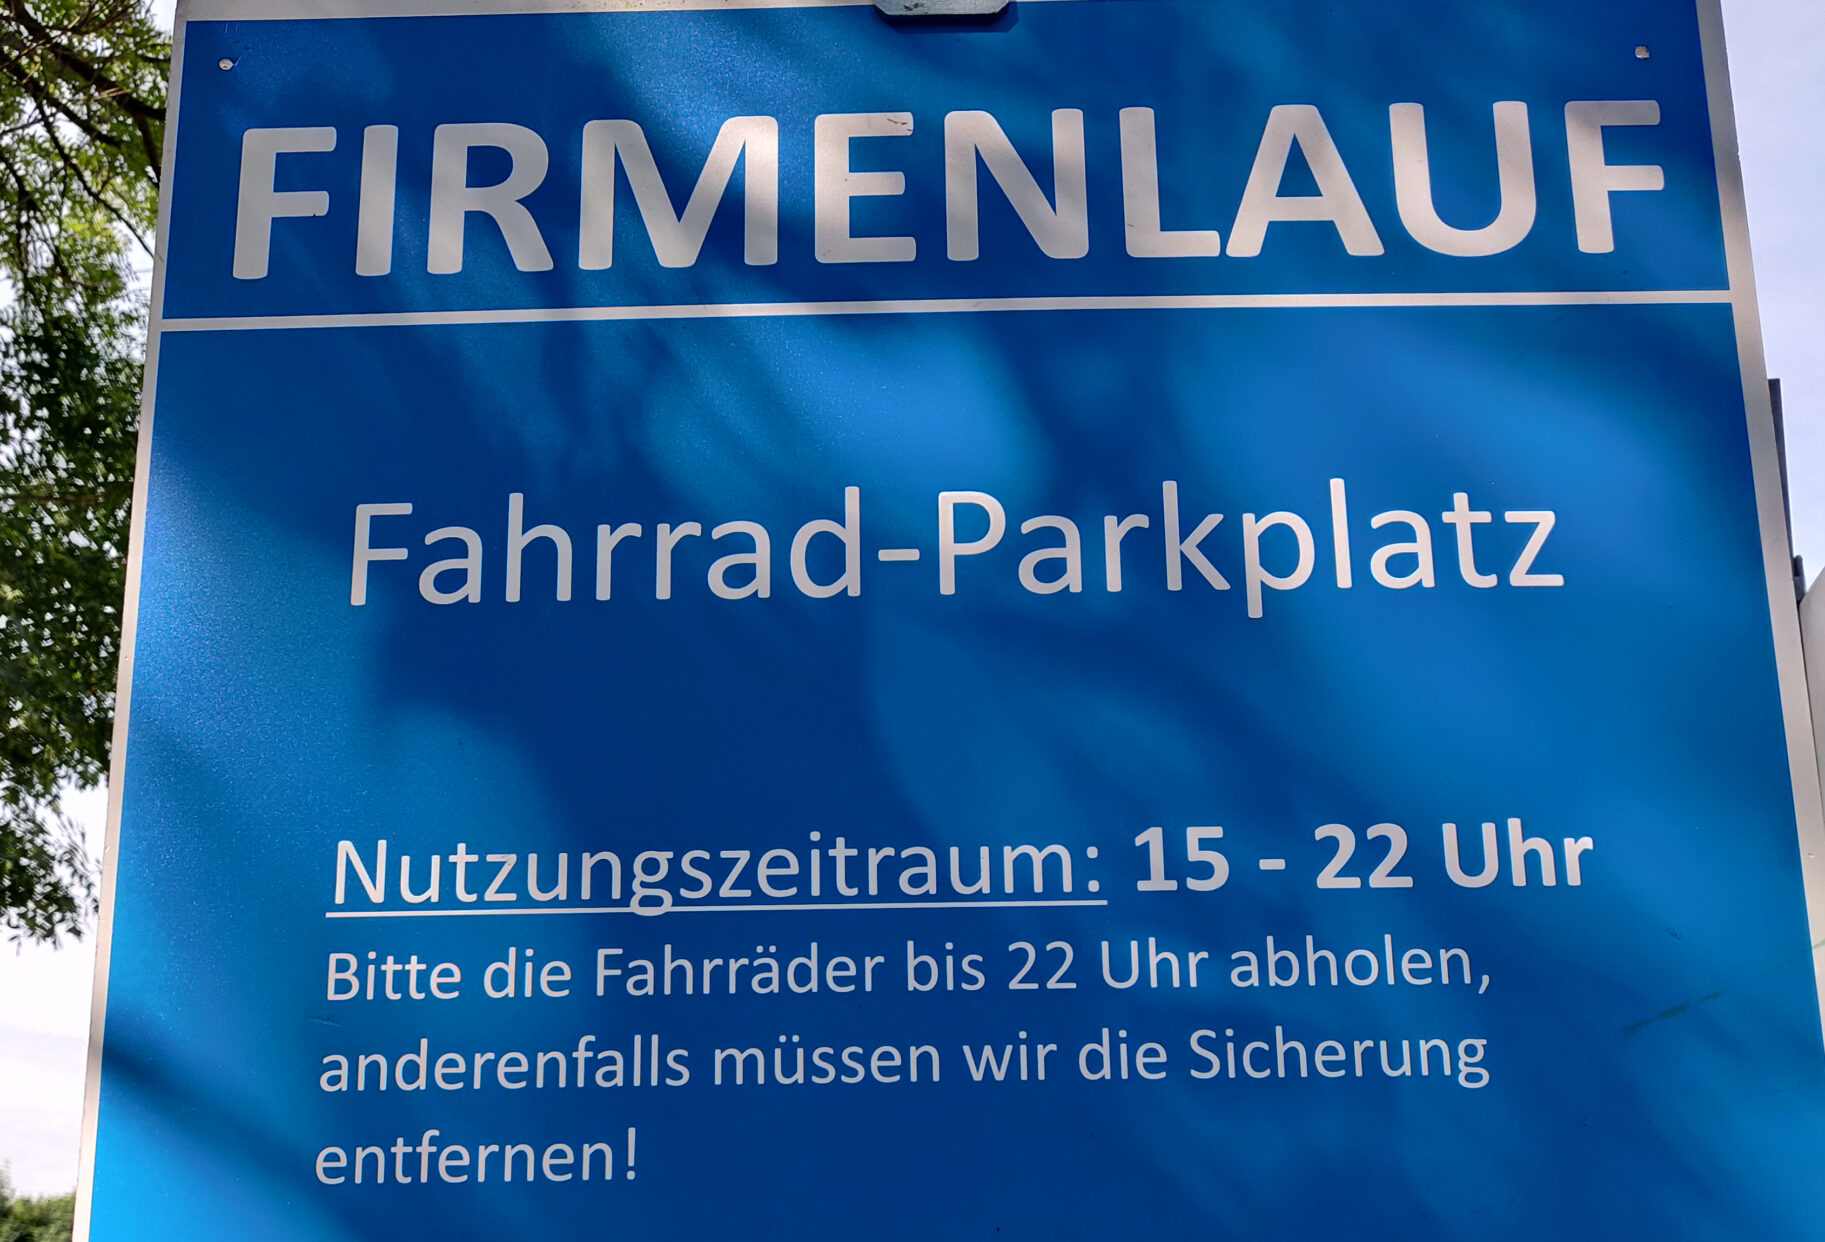 FIRMENLAUF
Fahrrad-Parkplatz
Nutzungszeitraum: 15 - 22 Uhr
Bitte die Fahrräder bis 22 Uhr abholen,
anderenfalls müssen wir die Sicherung
entfernen!